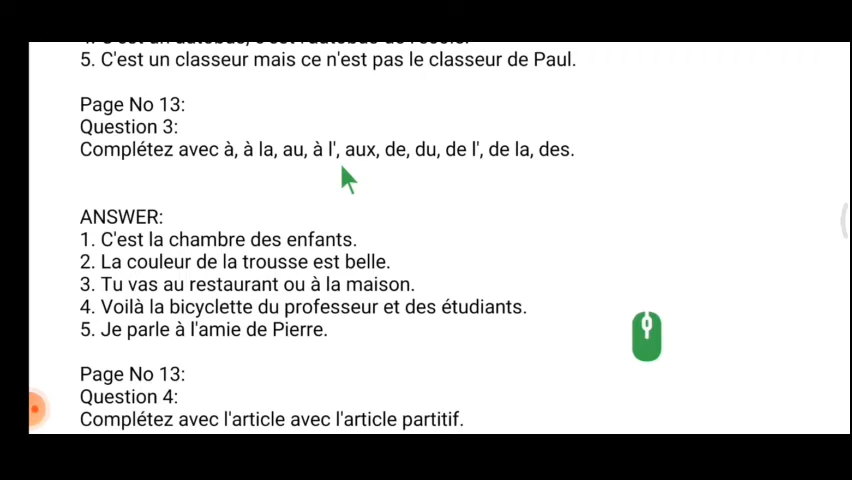 5. C'est un classeur mais ce n'est pas le classeur de Paul.
Page No 13:
Question 3:
Complétez avec à, à la, au, à l', aux, de, du, de l', de la, des.
ANSWER:
1. C'est la chambre des enfants.
2. La couleur de la trousse est belle.
3. Tu vas au restaurant ou à la maison.
4. Voilà la bicyclette du professeur et des étudiants.
5. Je parle à l'amie de Pierre.
Page No 13:
Question 4:
Complétez avec l'article avec l'article partitif.